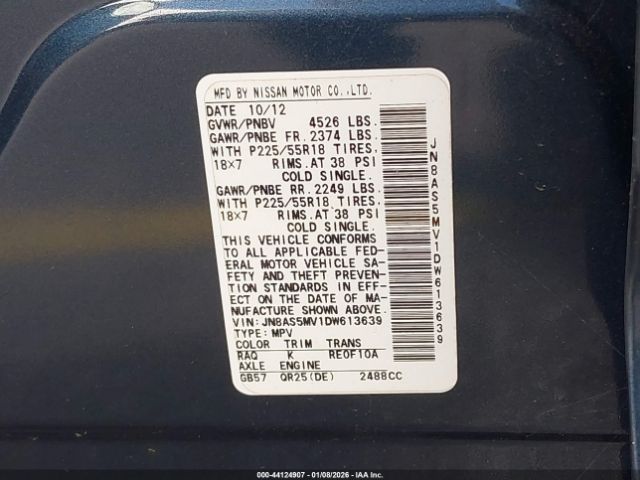 MFD BY NISSAN MOTOR CO.,LTD.
DATE 10/12
GVWR/PNBV 4526 LBS.
GAWR/PNBE FR. 2374 LBS.
WITH P225/55R18 TIRES.
18X7 RIMS.AT 38 PSI
COLD SINGLE.
GAWR/PNBE RR. 2249 LBS.
WITH P225/55R18 TIRES.
18X7 RIMS.AT 38 PSI
COLD SINGLE.
THIS VEHICLE CONFORMS
TO ALL APPLICABLE FED-
ERAL MOTOR VEHICLE SA-
FETY AND THEFT PREVEN-
TION STANDARDS IN EFF-
ECT ON THE DATE OF MA-
NUFACTURE SHOWN ABOVE.
VIN: JN8AS5MV1DW613639
TYPE: MPV
COLOR TRIM TRANS
RAQ K RE0F10A
AXLE ENGINE
GB57 QR25(DE) 2488CC
JN8AS5MV1DW613639
000-44124907 - 01/08/2026 - IAAI.COM/CA